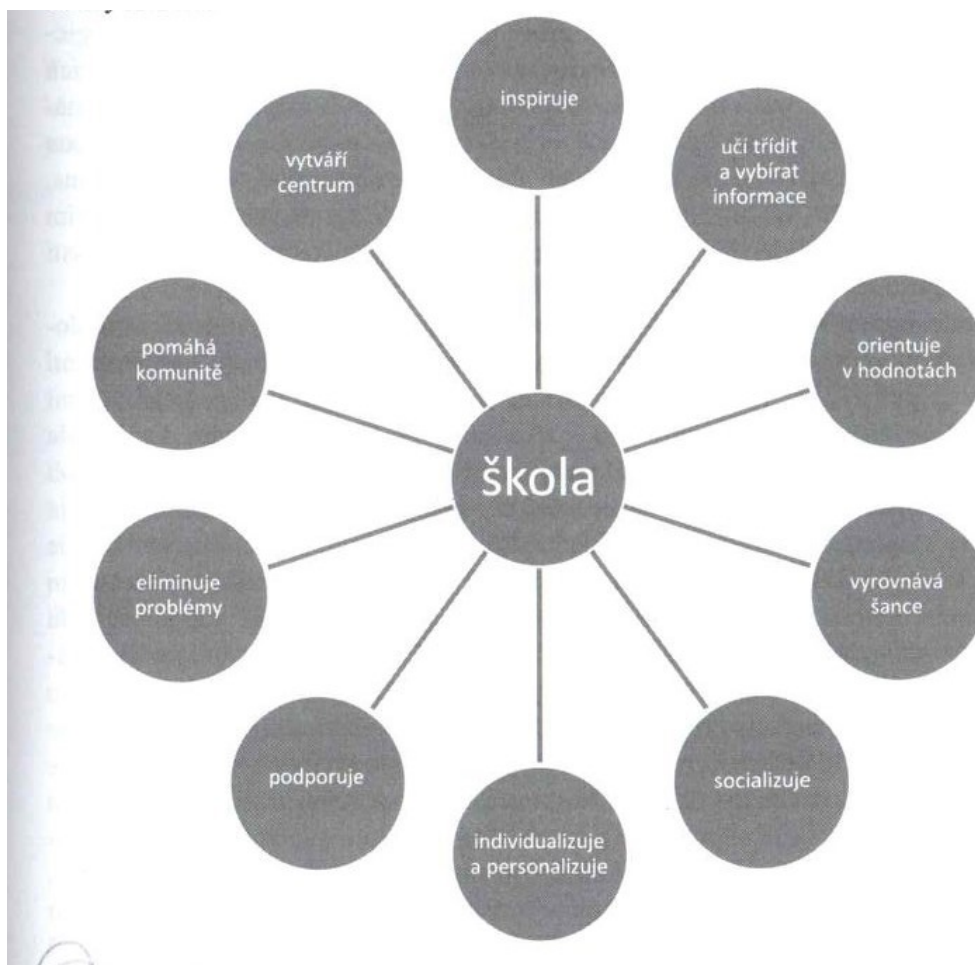 inspiruje
učí třídit
a vybírat
informace
orientuje
v hodnotách
vyrovnává
šance
socializuje
individualizuje
a personalizuje
podporuje
eliminuje
problémy
pomáhá
komunitě
vytváří
centrum
škola